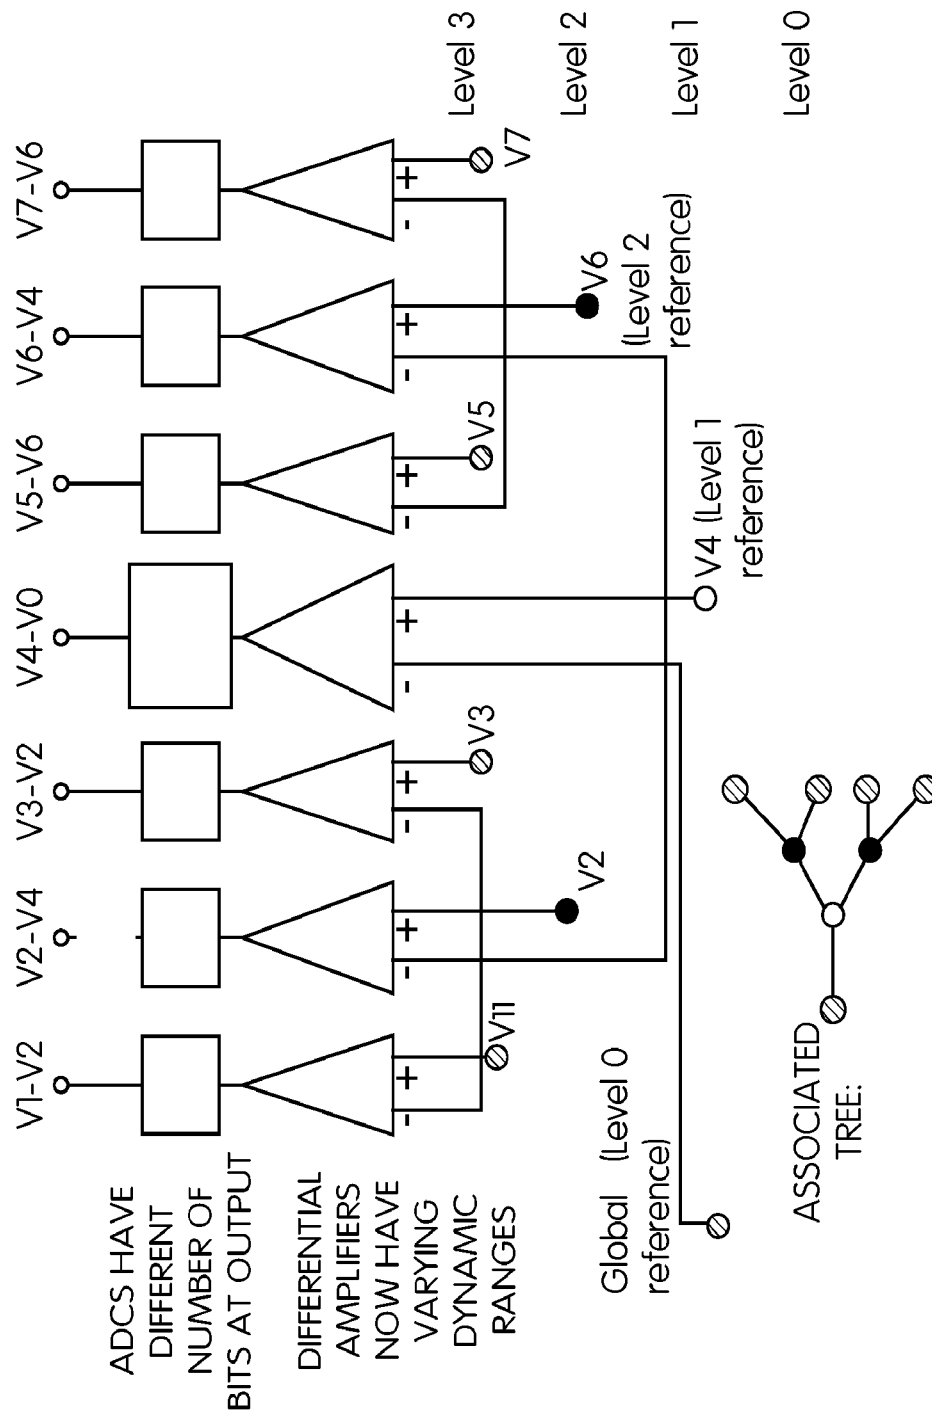 V1-V2
V2-V4
V3-V2
V4-V0
V5-V6
V6-V4
V7-V6
ADCS HAVE
DIFFERENT
NUMBER OF
BITS AT OUTPUT
DIFFERENTIAL
AMPLIFIERS
NOW HAVE
VARYING
DYNAMIC
RANGES
- +
- +
- +
- +
- +
- +
- +
V11
V2
V3
V5
V7
V6
(Level 2
reference)
V4 (Level 1
reference)
Global (Level 0
reference)
Level 3
Level 2
Level 1
Level 0
ASSOCIATED
TREE: